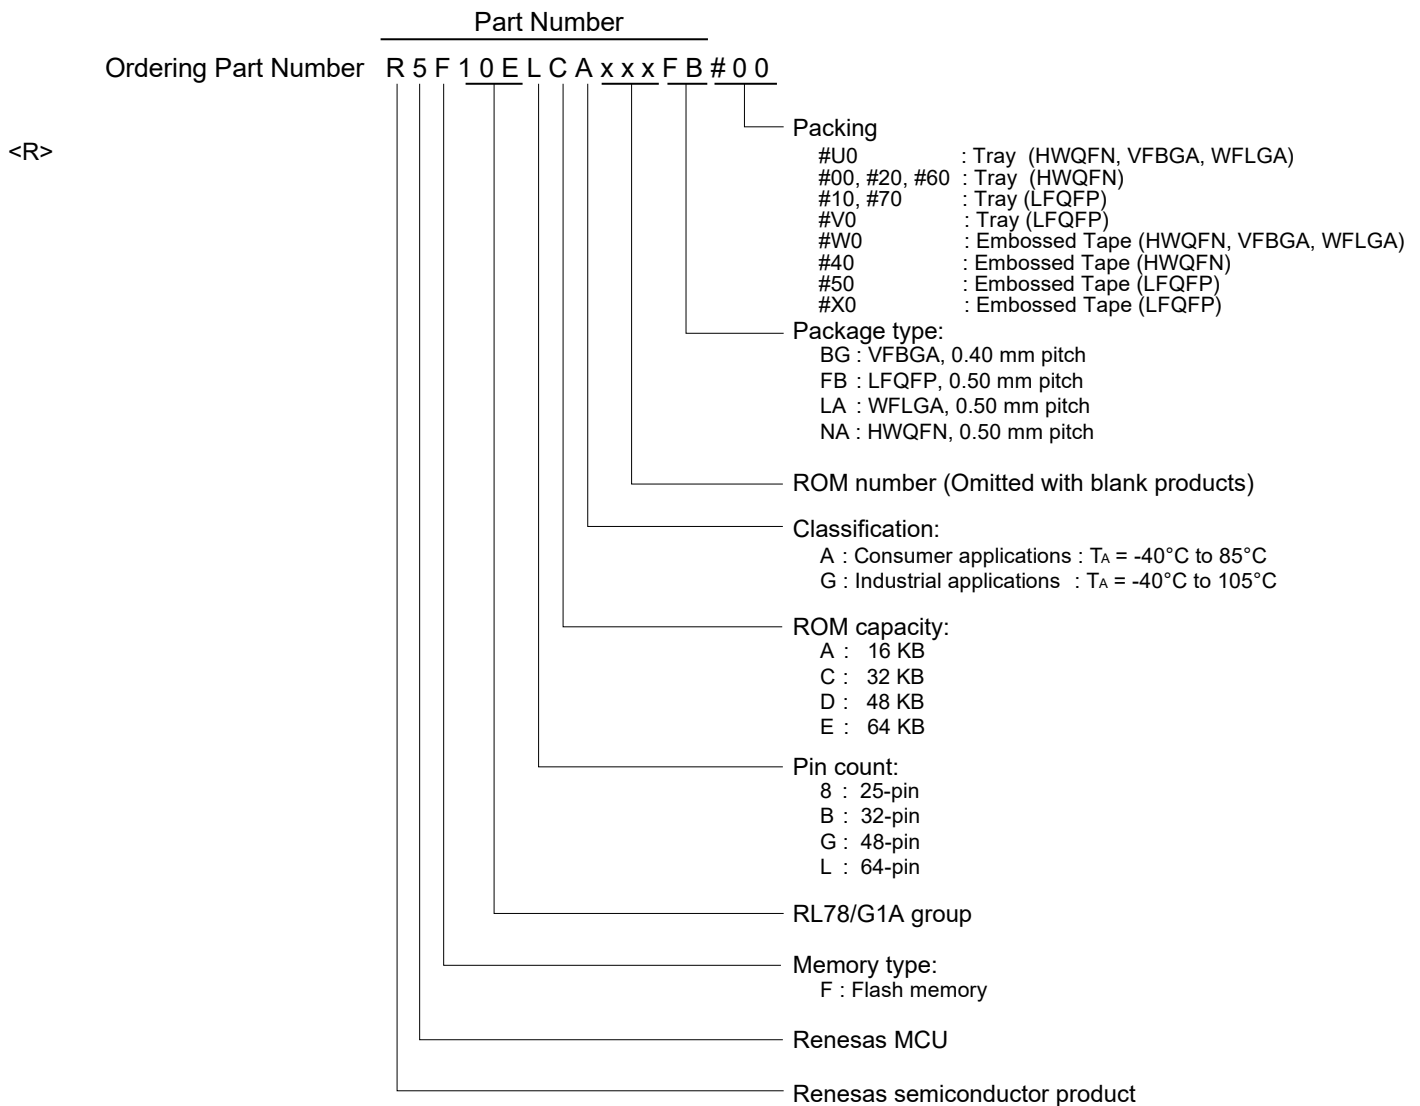 Part Number
Ordering Part Number R 5 F 1 0 E L C A x x x F B # 0 0
<R>
Packing
#U0 : Tray (HWQFN, VFBGA, WFLGA)
#00, #20, #60 : Tray (HWQFN)
#10, #70 : Tray (LFQFP)
#V0 : Tray (LFQFP)
#W0 : Embossed Tape (HWQFN, VFBGA, WFLGA)
#40 : Embossed Tape (HWQFN)
#50 : Embossed Tape (LFQFP)
#X0 : Embossed Tape (LFQFP)
Package type:
BG : VFBGA, 0.40 mm pitch
FB : LFQFP, 0.50 mm pitch
LA : WFLGA, 0.50 mm pitch
NA : HWQFN, 0.50 mm pitch
ROM number (Omitted with blank products)
Classification:
A : Consumer applications : TA = -40°C to 85°C
G : Industrial applications : TA = -40°C to 105°C
ROM capacity:
A : 16 KB
C : 32 KB
D : 48 KB
E : 64 KB
Pin count:
8 : 25-pin
B : 32-pin
G : 48-pin
L : 64-pin
RL78/G1A group
Memory type:
F : Flash memory
Renesas MCU
Renesas semiconductor product